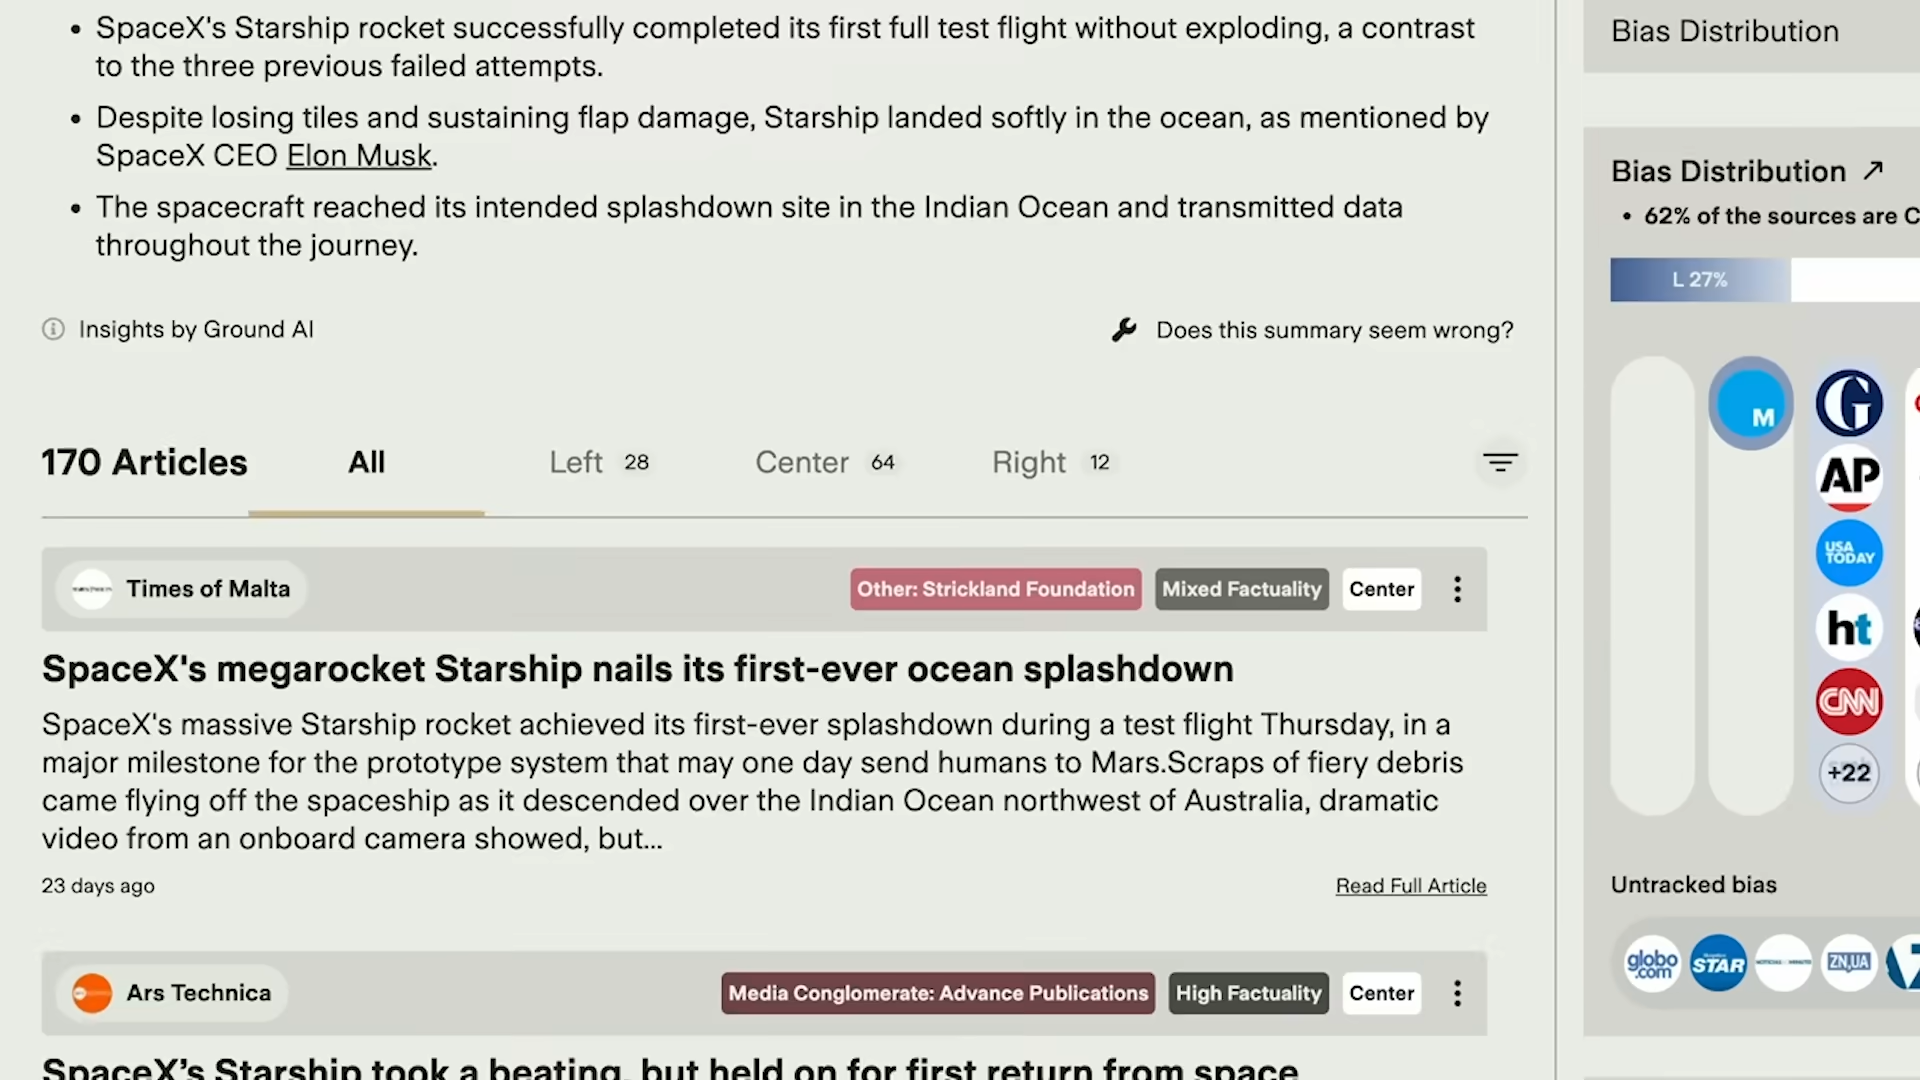 SpaceX's Starship rocket successfully completed its first full test flight without exploding, a contrast
to the three previous failed attempts.
Despite losing tiles and sustaining flap damage, Starship landed softly in the ocean, as mentioned by
SpaceX CEO Elon Musk.
The spacecraft reached its intended splashdown site in the Indian Ocean and transmitted data
throughout the journey.
Insights by Ground AI
Does this summary seem wrong?
170 Articles All Left 28 Center 64 Right 12
Times of Malta
Other: Strickland Foundation Mixed Factuality Center
SpaceX's megarocket Starship nails its first-ever ocean splashdown
SpaceX's massive Starship rocket achieved its first-ever splashdown during a test flight Thursday, in a
major milestone for the prototype system that may one day send humans to Mars.Scraps of fiery debris
came flying off the spaceship as it descended over the Indian Ocean northwest of Australia, dramatic
video from an onboard camera showed, but...
23 days ago
Read Full Article
Ars Technica
Media Conglomerate: Advance Publications High Factuality Center
SpaceX's Starship took a beating, but held on for first return from space
Bias Distribution
Bias Distribution
62% of the sources are C
L 27%
M
G
AP
USA
TODAY
ht
CNN
+22
Untracked bias
globo
.com
STAR
ZN,UA